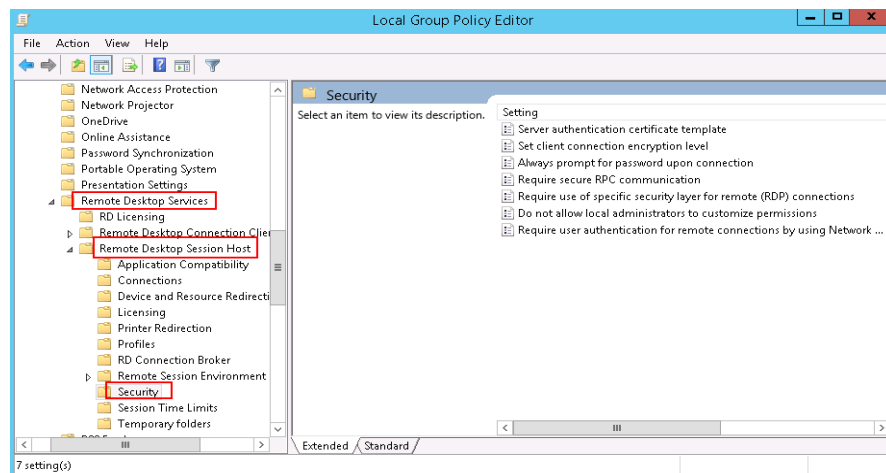 Local Group Policy Editor
File Action View Help
Network Access Protection
Network Projector
OneDrive
Online Assistance
Password Synchronization
Portable Operating System
Presentation Settings
Remote Desktop Services
RD Licensing
Remote Desktop Connection Clien
Remote Desktop Session Host
Application Compatibility
Connections
Device and Resource Redirecti
Licensing
Printer Redirection
Profiles
RD Connection Broker
Remote Session Environment
Security
Session Time Limits
Temporary folders
Security
Select an item to view its description.
Setting
Server authentication certificate template
Set client connection encryption level
Always prompt for password upon connection
Require secure RPC communication
Require use of specific security layer for remote (RDP) connections
Do not allow local administrators to customize permissions
Require user authentication for remote connections by using Network ...
Extended Standard
7 setting(s)